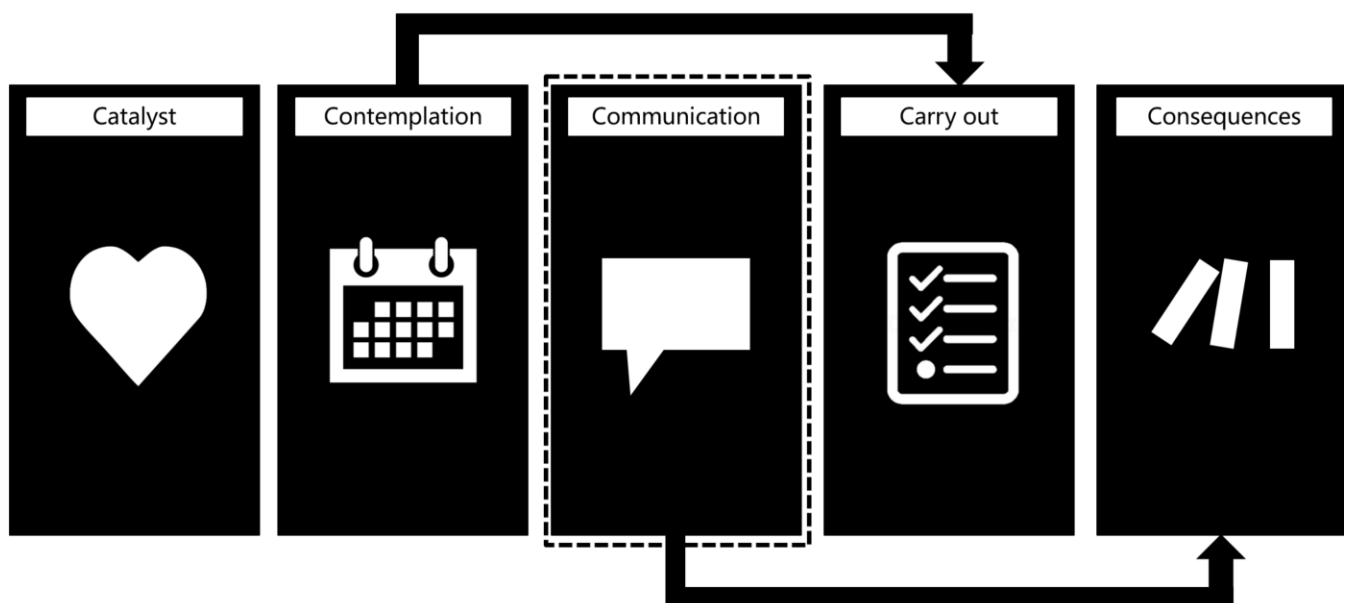 Catalyst
Contemplation
Communication
Carry out
Consequences